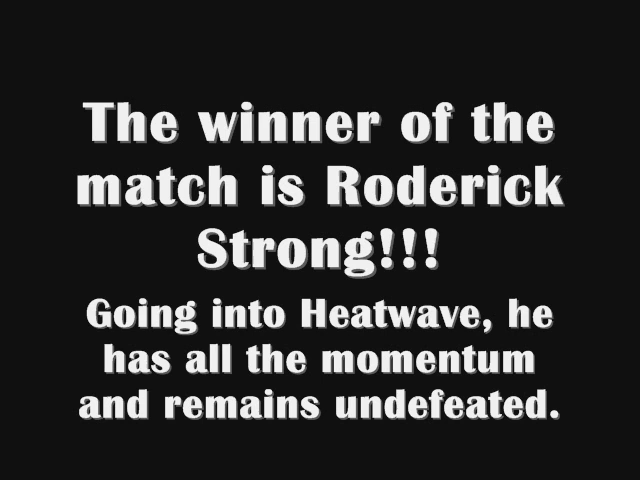 The winner of the
match is Roderick
Strong!!!
Going into Heatwave, he
has all the momentum
and remains undefeated.